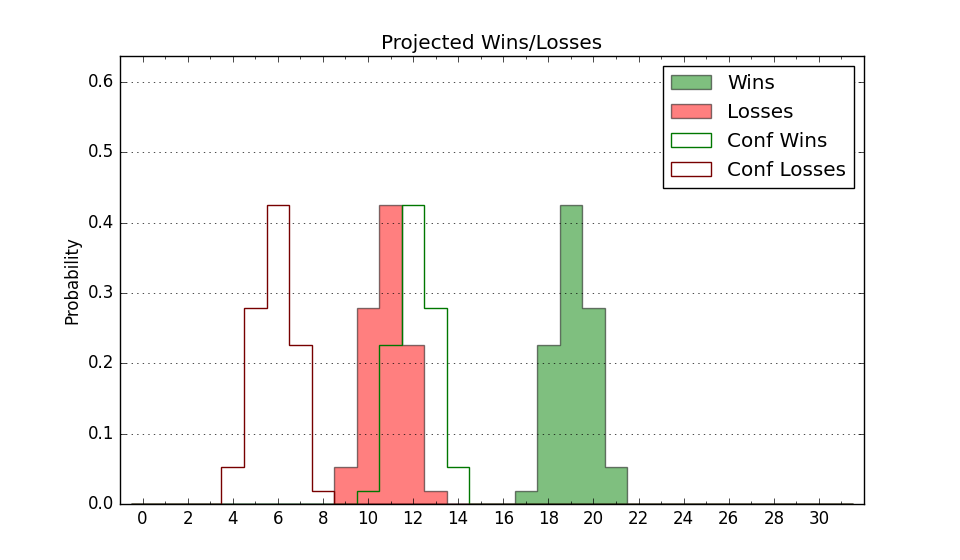 Projected Wins/Losses
Wins
Losses
Conf Wins
Conf Losses
Probability
0.6
0.5
0.4
0.3
0.2
0.1
0.0
0 2 4 6 8 10 12 14 16 18 20 22 24 26 28 30